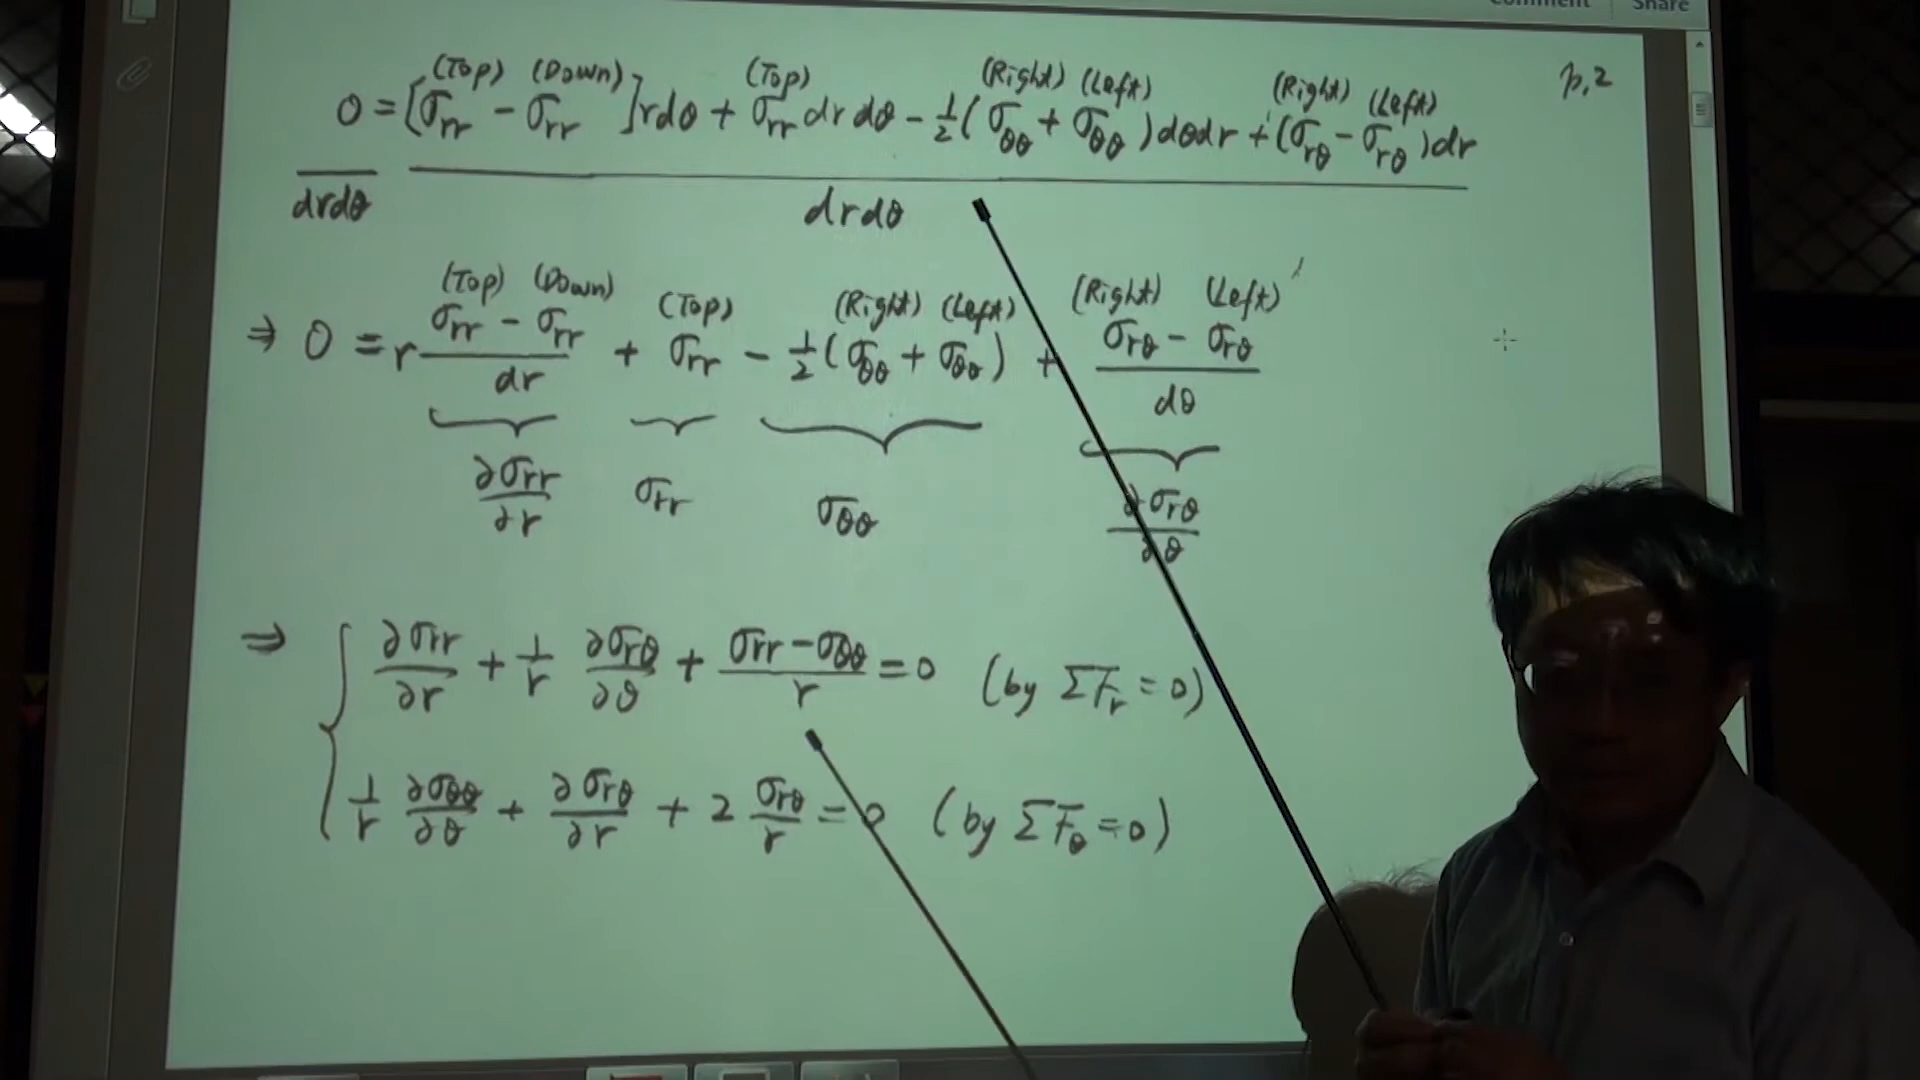 Comment Share
p.2
(Top) (Down) (Top) (Right) (Left) (Right) (Left)
0 = [σrr − σrr] r dθ + σrr dr dθ − ½(σθθ + σθθ) dθ dr + (σrθ − σrθ) dr
drdθ drdθ
(Top) (Down) (Top) (Right) (Left) (Right) (Left)
⇒ 0 = r (σrr − σrr)/dr + σrr − ½(σθθ + σθθ) + (σrθ − σrθ)/dθ
∂σrr/∂r σrr σθθ ∂σrθ/∂θ
⇒ { ∂σrr/∂r + 1/r ∂σrθ/∂θ + (σrr − σθθ)/r = 0 (by ΣFr = 0)
1/r ∂σθθ/∂θ + ∂σrθ/∂r + 2 σrθ/r = 0 (by ΣFθ = 0)